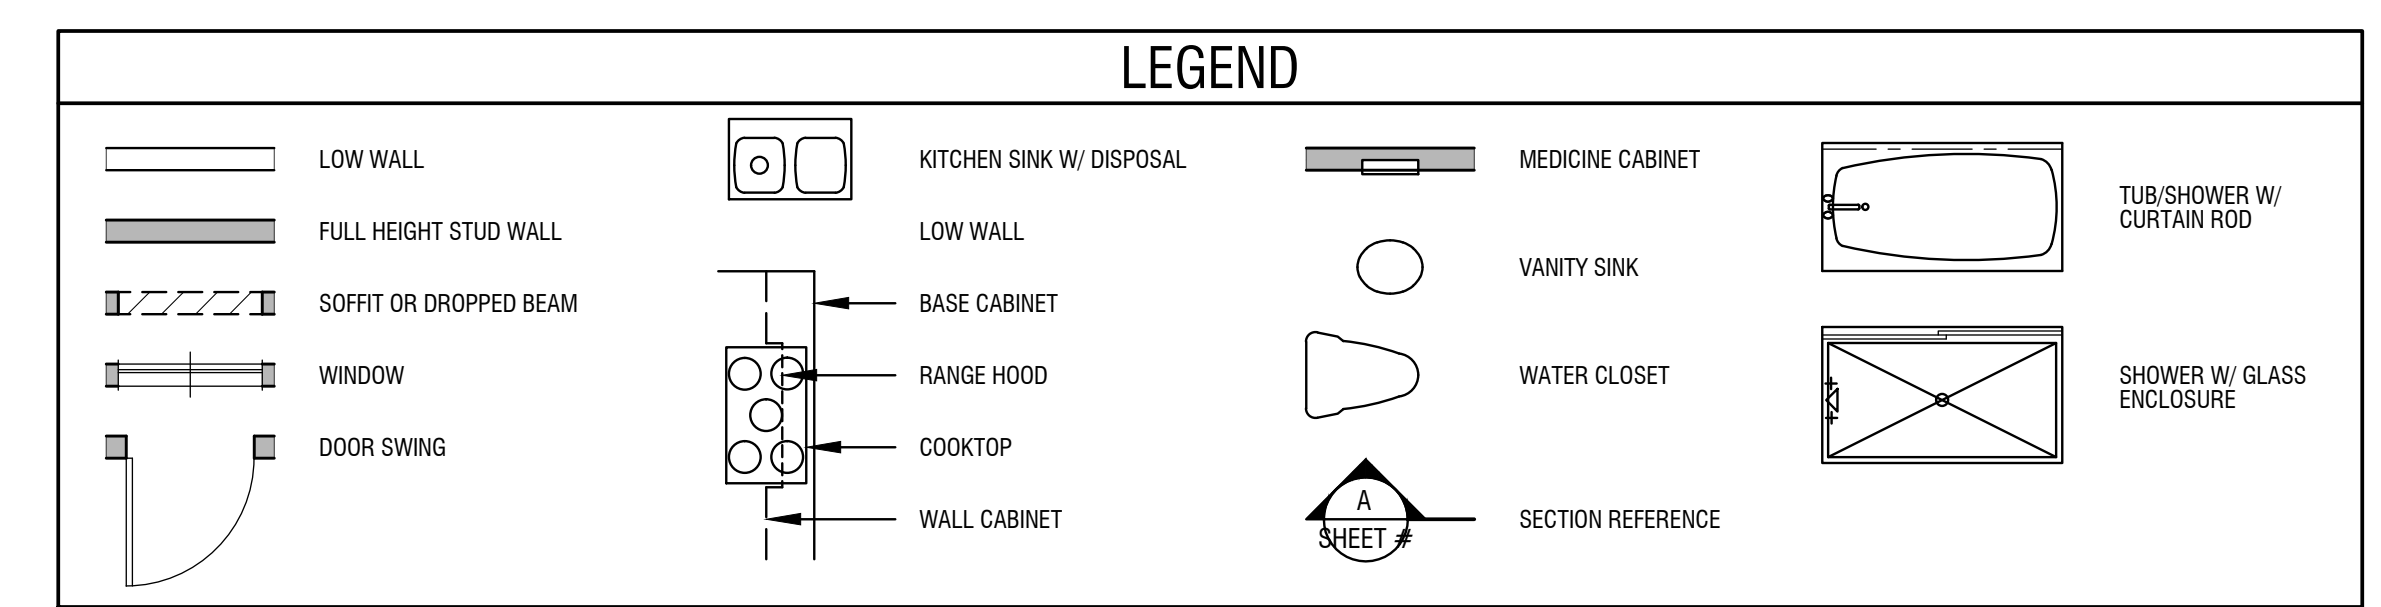 LEGEND
LOW WALL
FULL HEIGHT STUD WALL
SOFFIT OR DROPPED BEAM
WINDOW
DOOR SWING
KITCHEN SINK W/ DISPOSAL
LOW WALL
BASE CABINET
RANGE HOOD
COOKTOP
WALL CABINET
MEDICINE CABINET
VANITY SINK
WATER CLOSET
A
SHEET #
SECTION REFERENCE
TUB/SHOWER W/
CURTAIN ROD
SHOWER W/ GLASS
ENCLOSURE